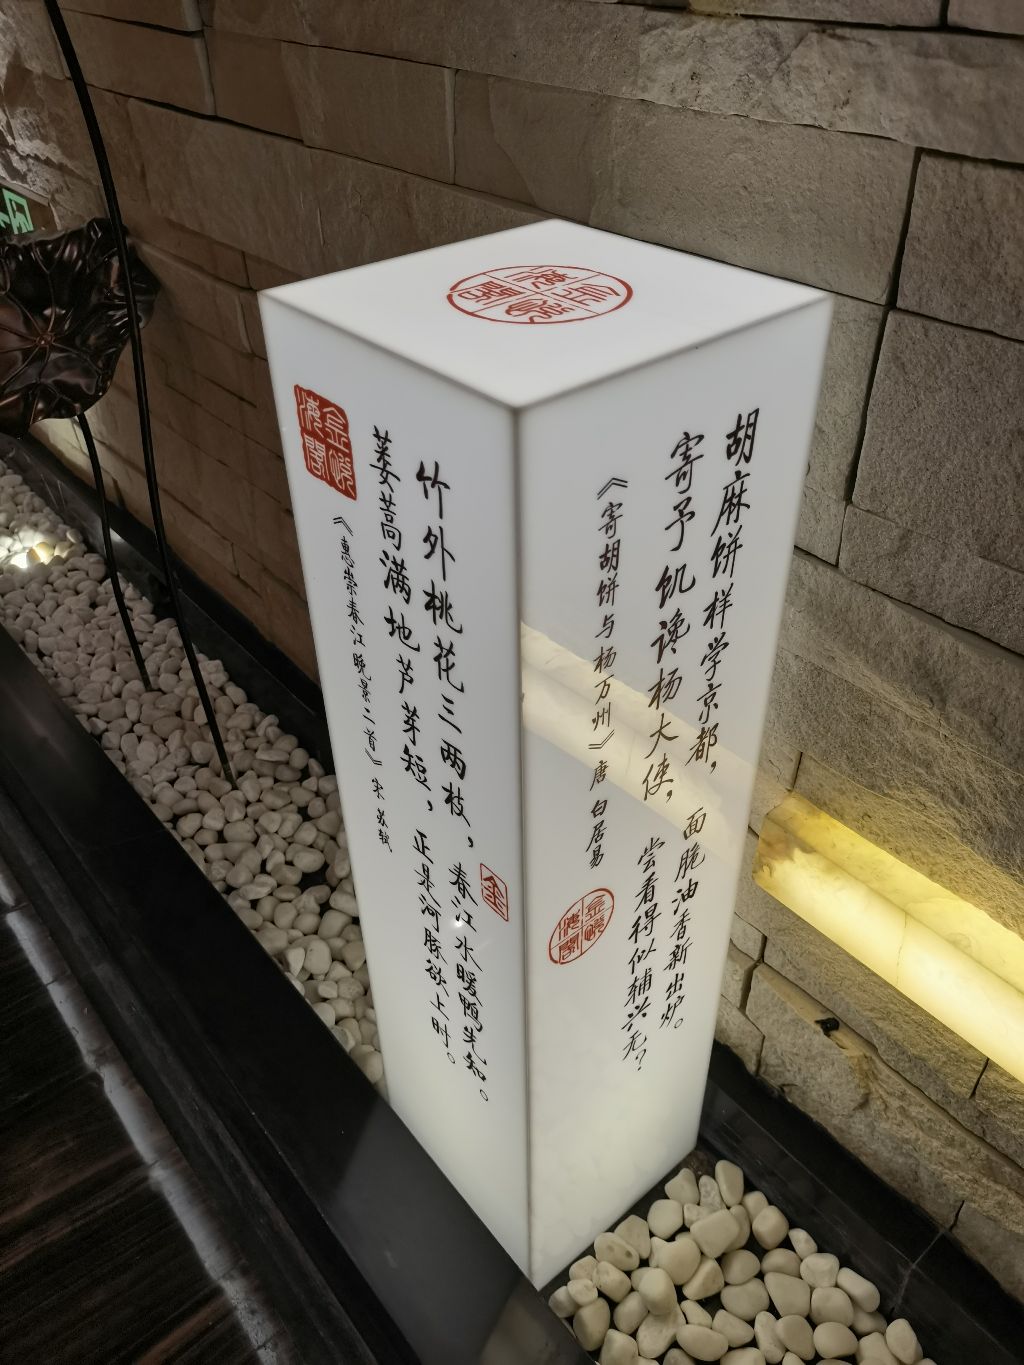 竹外桃花三两枝，春江水暖鸭先知。
蒌蒿满地芦芽短，正是河豚欲上时。
《惠崇春江晚景二首》宋 苏轼
胡麻饼样学京都，面脆油香新出炉。
寄予饥馋杨大使，尝看得似辅兴无？
《寄胡饼与杨万州》唐 白居易